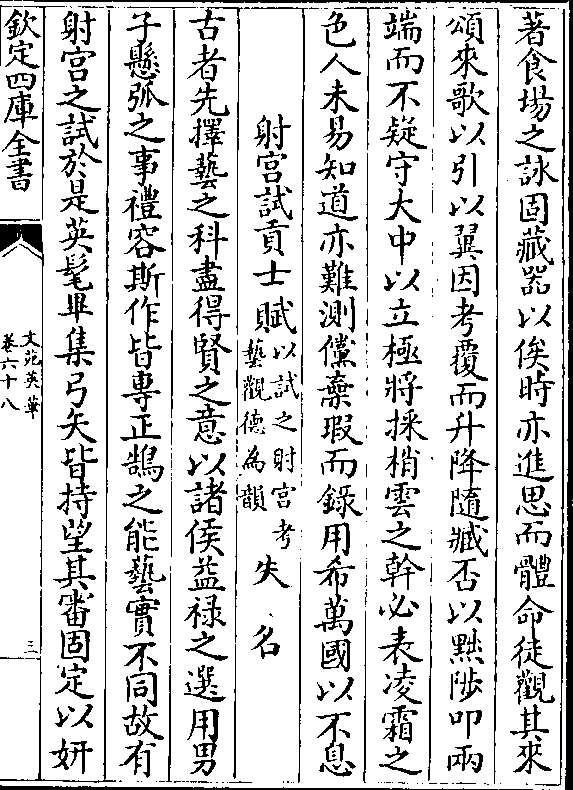 著食場之詠固藏器以俟時亦進思而體命徒觀其來
頌來歌以引以翼因考覆而升降隨臧否以黜陟叩兩
端而不疑守大中以立極將採梢雲之幹必表凌霜之
色人未易知道亦難測儻棄瑕而錄用希萬國以不息
射宮試貢士賦以試之射宮考藝觀德為韻 失名
古者先擇藝之科盡得賢之意以諸侯益祿之選用男
子懸弧之事禮容斯作皆專正鵠之能藝實不同故有
射宮之試於是英髦畢集弓矢皆持望其審固定以妍
欽定四庫全書
文苑英華
卷六十八
三